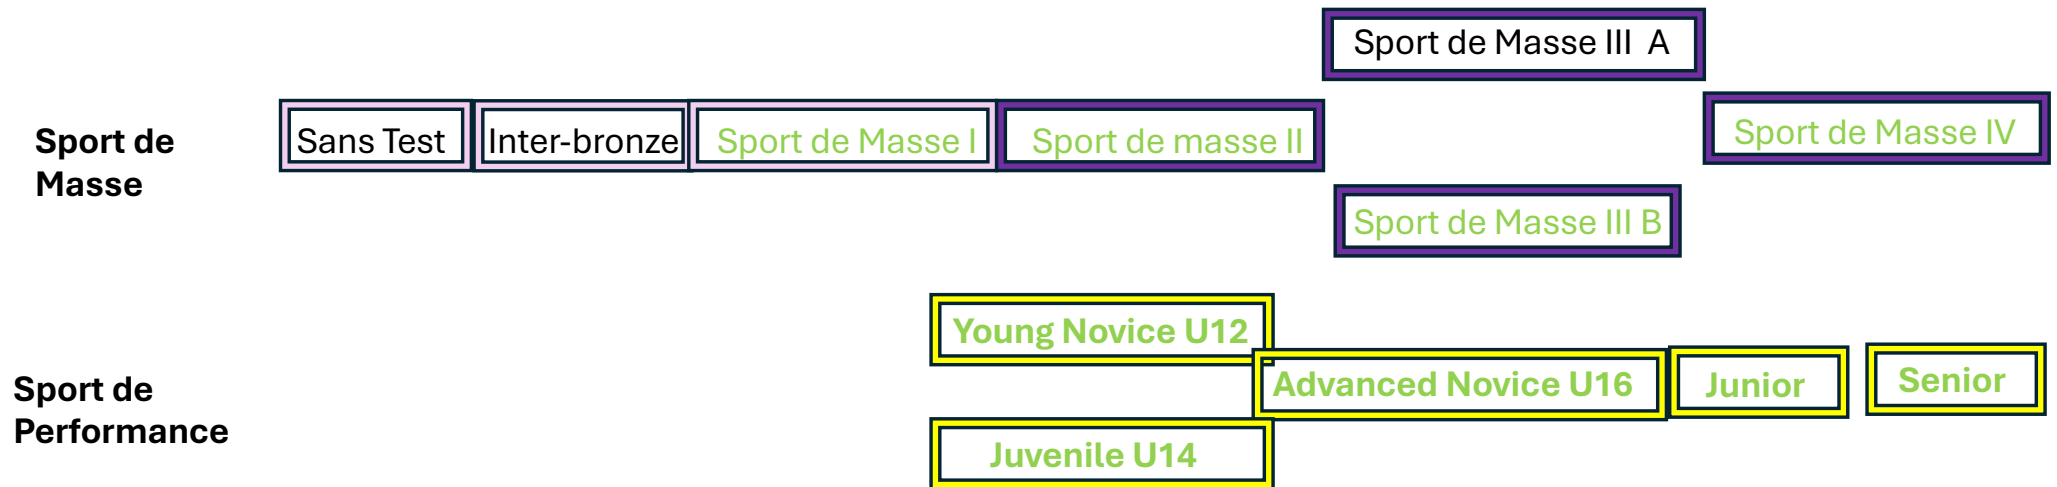 Sport de Masse III A
Sport de
Masse
Sans Test
Inter-bronze
Sport de Masse I
Sport de masse II
Sport de Masse IV
Sport de Masse III B
Young Novice U12
Sport de
Performance
Advanced Novice U16
Junior
Senior
Juvenile U14